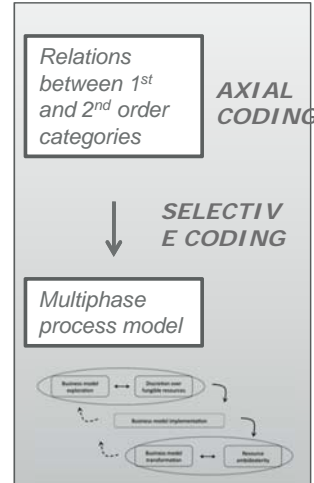 Relations
between 1st
and 2nd order
categories
AXIAL
CODING
SELECTIV
E CODING
Multiphase
process model
Business model
exploration
Discretion over
fungible resources
Business model implementation
Business model
transformation
Resource
ambidexterity